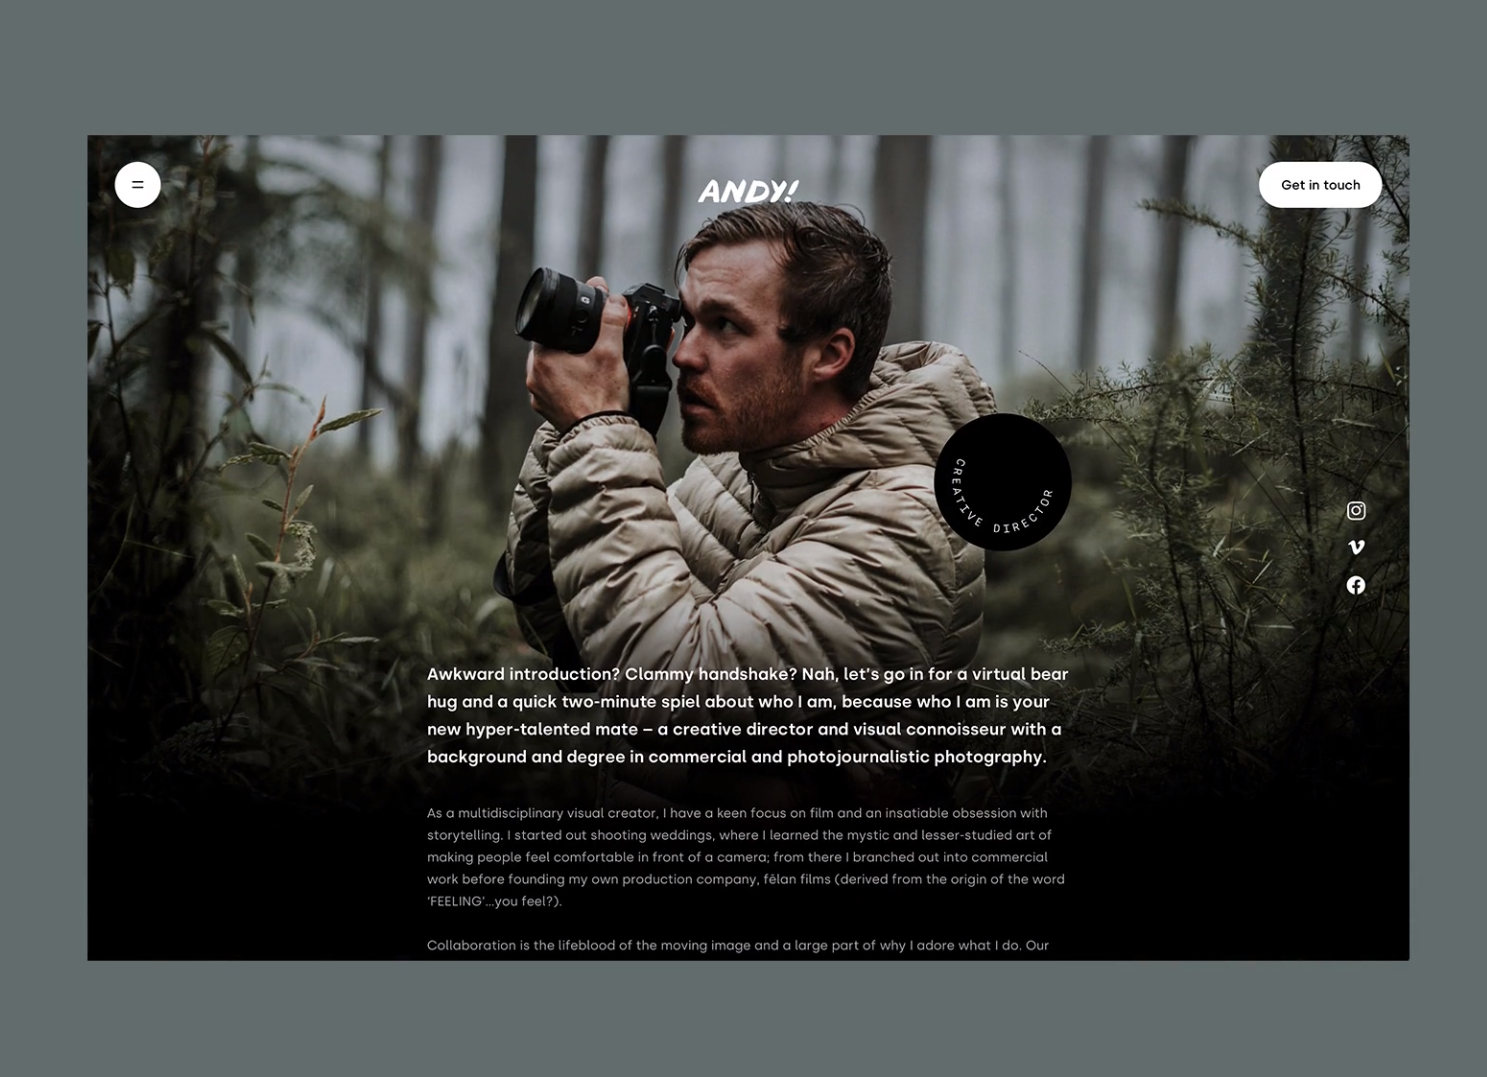 ANDY!
Get in touch
CREATIVE DIRECTOR
Awkward introduction? Clammy handshake? Nah, let’s go in for a virtual bear
hug and a quick two-minute spiel about who I am, because who I am is your
new hyper-talented mate – a creative director and visual connoisseur with a
background and degree in commercial and photojournalistic photography.
As a multidisciplinary visual creator, I have a keen focus on film and an insatiable obsession with
storytelling. I started out shooting weddings, where I learned the mystic and lesser-studied art of
making people feel comfortable in front of a camera; from there I branched out into commercial
work before founding my own production company, fēlan films (derived from the origin of the word
‘FEELING’...you feel?).
Collaboration is the lifeblood of the moving image and a large part of why I adore what I do. Our